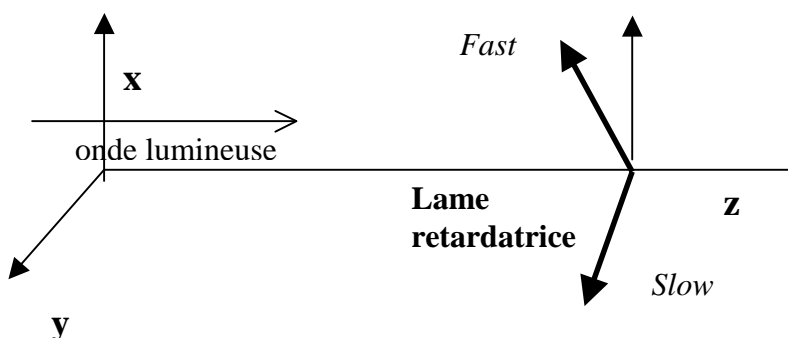 Fast
x
onde lumineuse
Lame
retardatrice
z
Slow
y